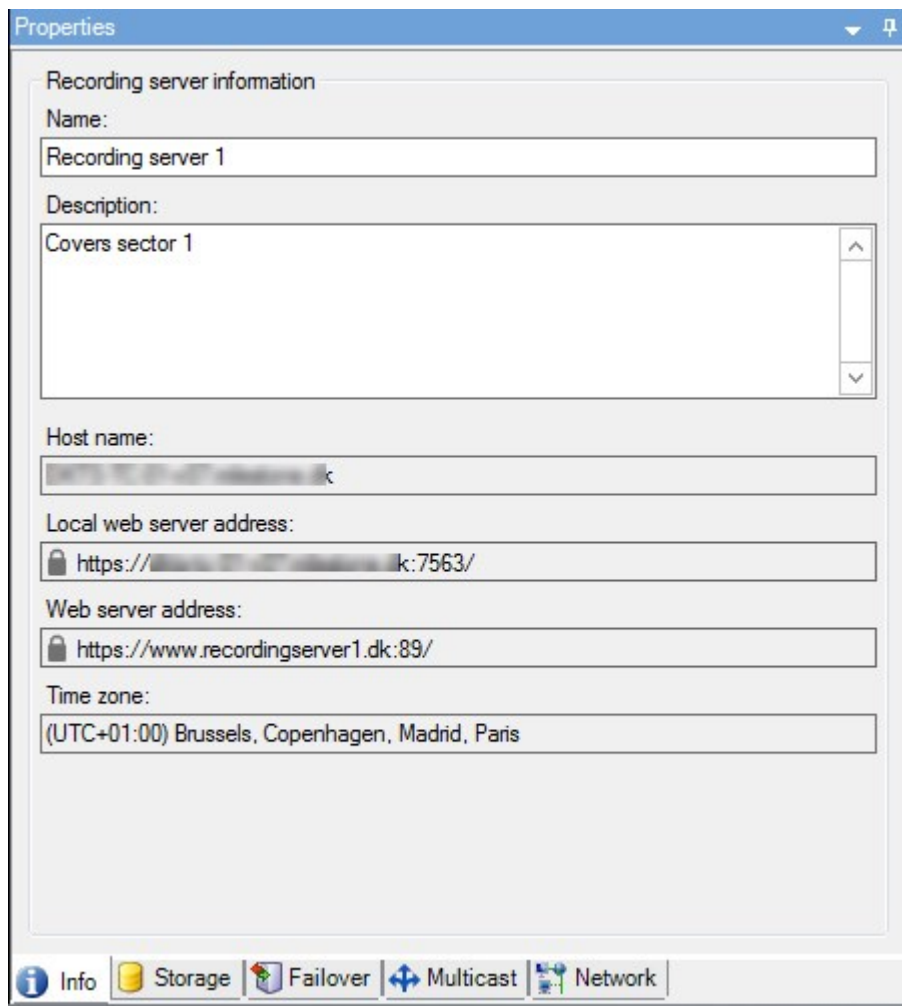 Properties
Recording server information
Name:
Recording server 1
Description:
Covers sector 1
Host name:
k
Local web server address:
https:// k:7563/
Web server address:
https://www.recordingserver1.dk:89/
Time zone:
(UTC+01:00) Brussels, Copenhagen, Madrid, Paris
Info Storage Failover Multicast Network